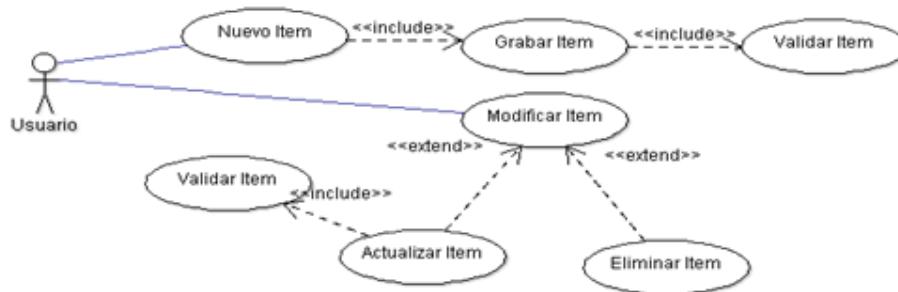 Nuevo Item
<<include>>
Grabar Item
<<include>>
Validar Item
Usuario
Modificar Item
<<extend>>
<<extend>>
Validar Item
<<include>>
Actualizar Item
Eliminar Item